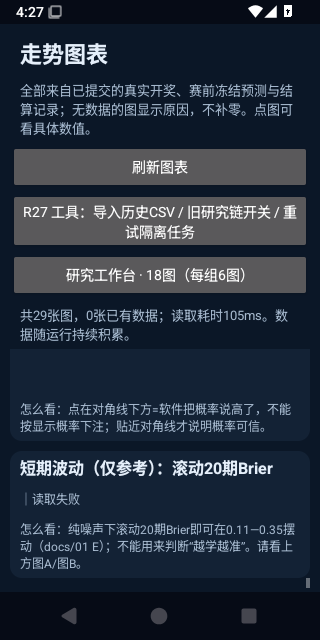 4:27
走势图表
全部来自已提交的真实开奖、赛前冻结预测与结
算记录；无数据的图显示原因，不补零。点图可
看具体数值。
刷新图表
R27 工具：导入历史CSV / 旧研究链开关 / 重
试隔离任务
研究工作台 · 18图（每组6图）
共29张图，0张已有数据；读取耗时105ms。数
据随运行持续积累。
怎么看：点在对角线下方=软件把概率说高了，不能
按显示概率下注；贴近对角线才说明概率可信。
短期波动（仅参考）：滚动20期Brier
读取失败
怎么看：纯噪声下滚动20期Brier即可在0.11—0.35摆
动（docs/01 E）；不能用来判断“越学越准”。请看上
方图A/图B。